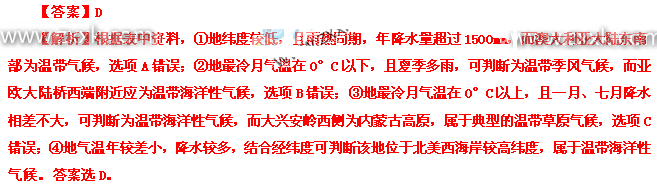 【答案】D
【解析】根据表中资料，①地纬度较低，且雨热同期，年降水量超过1500mm，而澳大利亚大陆东南
部为温带气候，选项 A 错误；②地最冷月气温在 0°C 以下，且夏季多雨，可判断为温带季风气候，而亚
欧大陆桥西端附近应为温带海洋性气候，选项 B 错误；③地最冷月气温在 0°C 以上，且一月、七月降水
相差不大，可判断为温带海洋性气候，而大兴安岭西侧为内蒙古高原，属于典型的温带草原气候，选项 C
错误；④地气温年较差小，降水较多，结合经纬度可判断该地位于北美西海岸较高纬度，属于温带海洋性
气候。答案选 D。